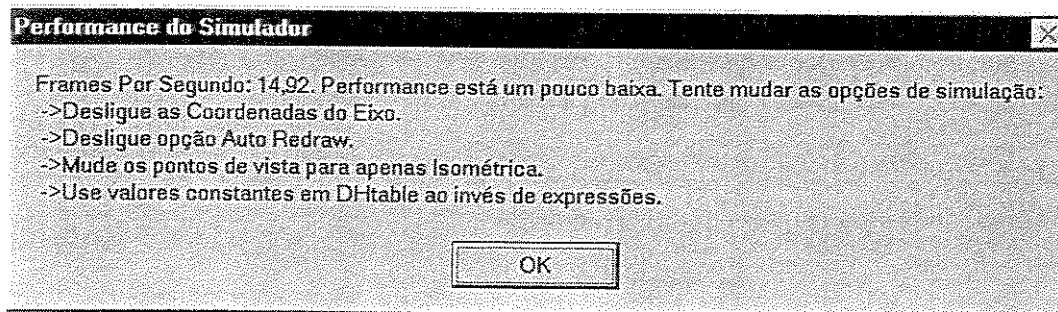 Performance do Simulador
Frames Por Segundo: 14,92. Performance está um pouco baixa. Tente mudar as opções de simulação:
->Desligue as Coordenadas do Eixo.
->Desligue opção Auto Redraw.
->Mude os pontos de vista para apenas Isométrica.
->Use valores constantes em DHtable ao invés de expressões.
OK